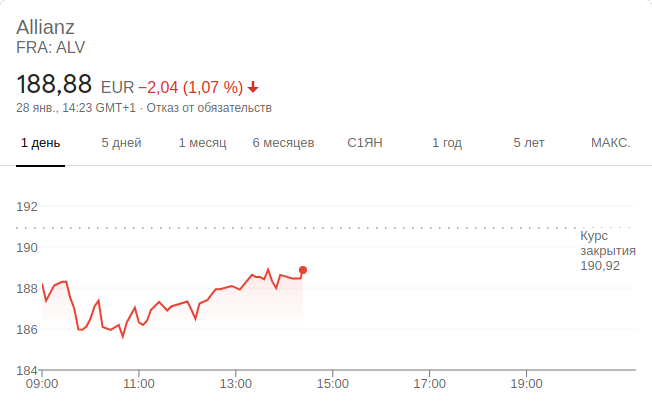 Allianz
FRA: ALV
188,88 EUR −2,04 (1,07 %)
28 янв., 14:23 GMT+1 · Отказ от обязательств
1 день 5 дней 1 месяц 6 месяцев С1ЯН 1 год 5 лет МАКС.
192
Курс
закрытия
190,92
190
188
186
184
09:00 11:00 13:00 15:00 17:00 19:00